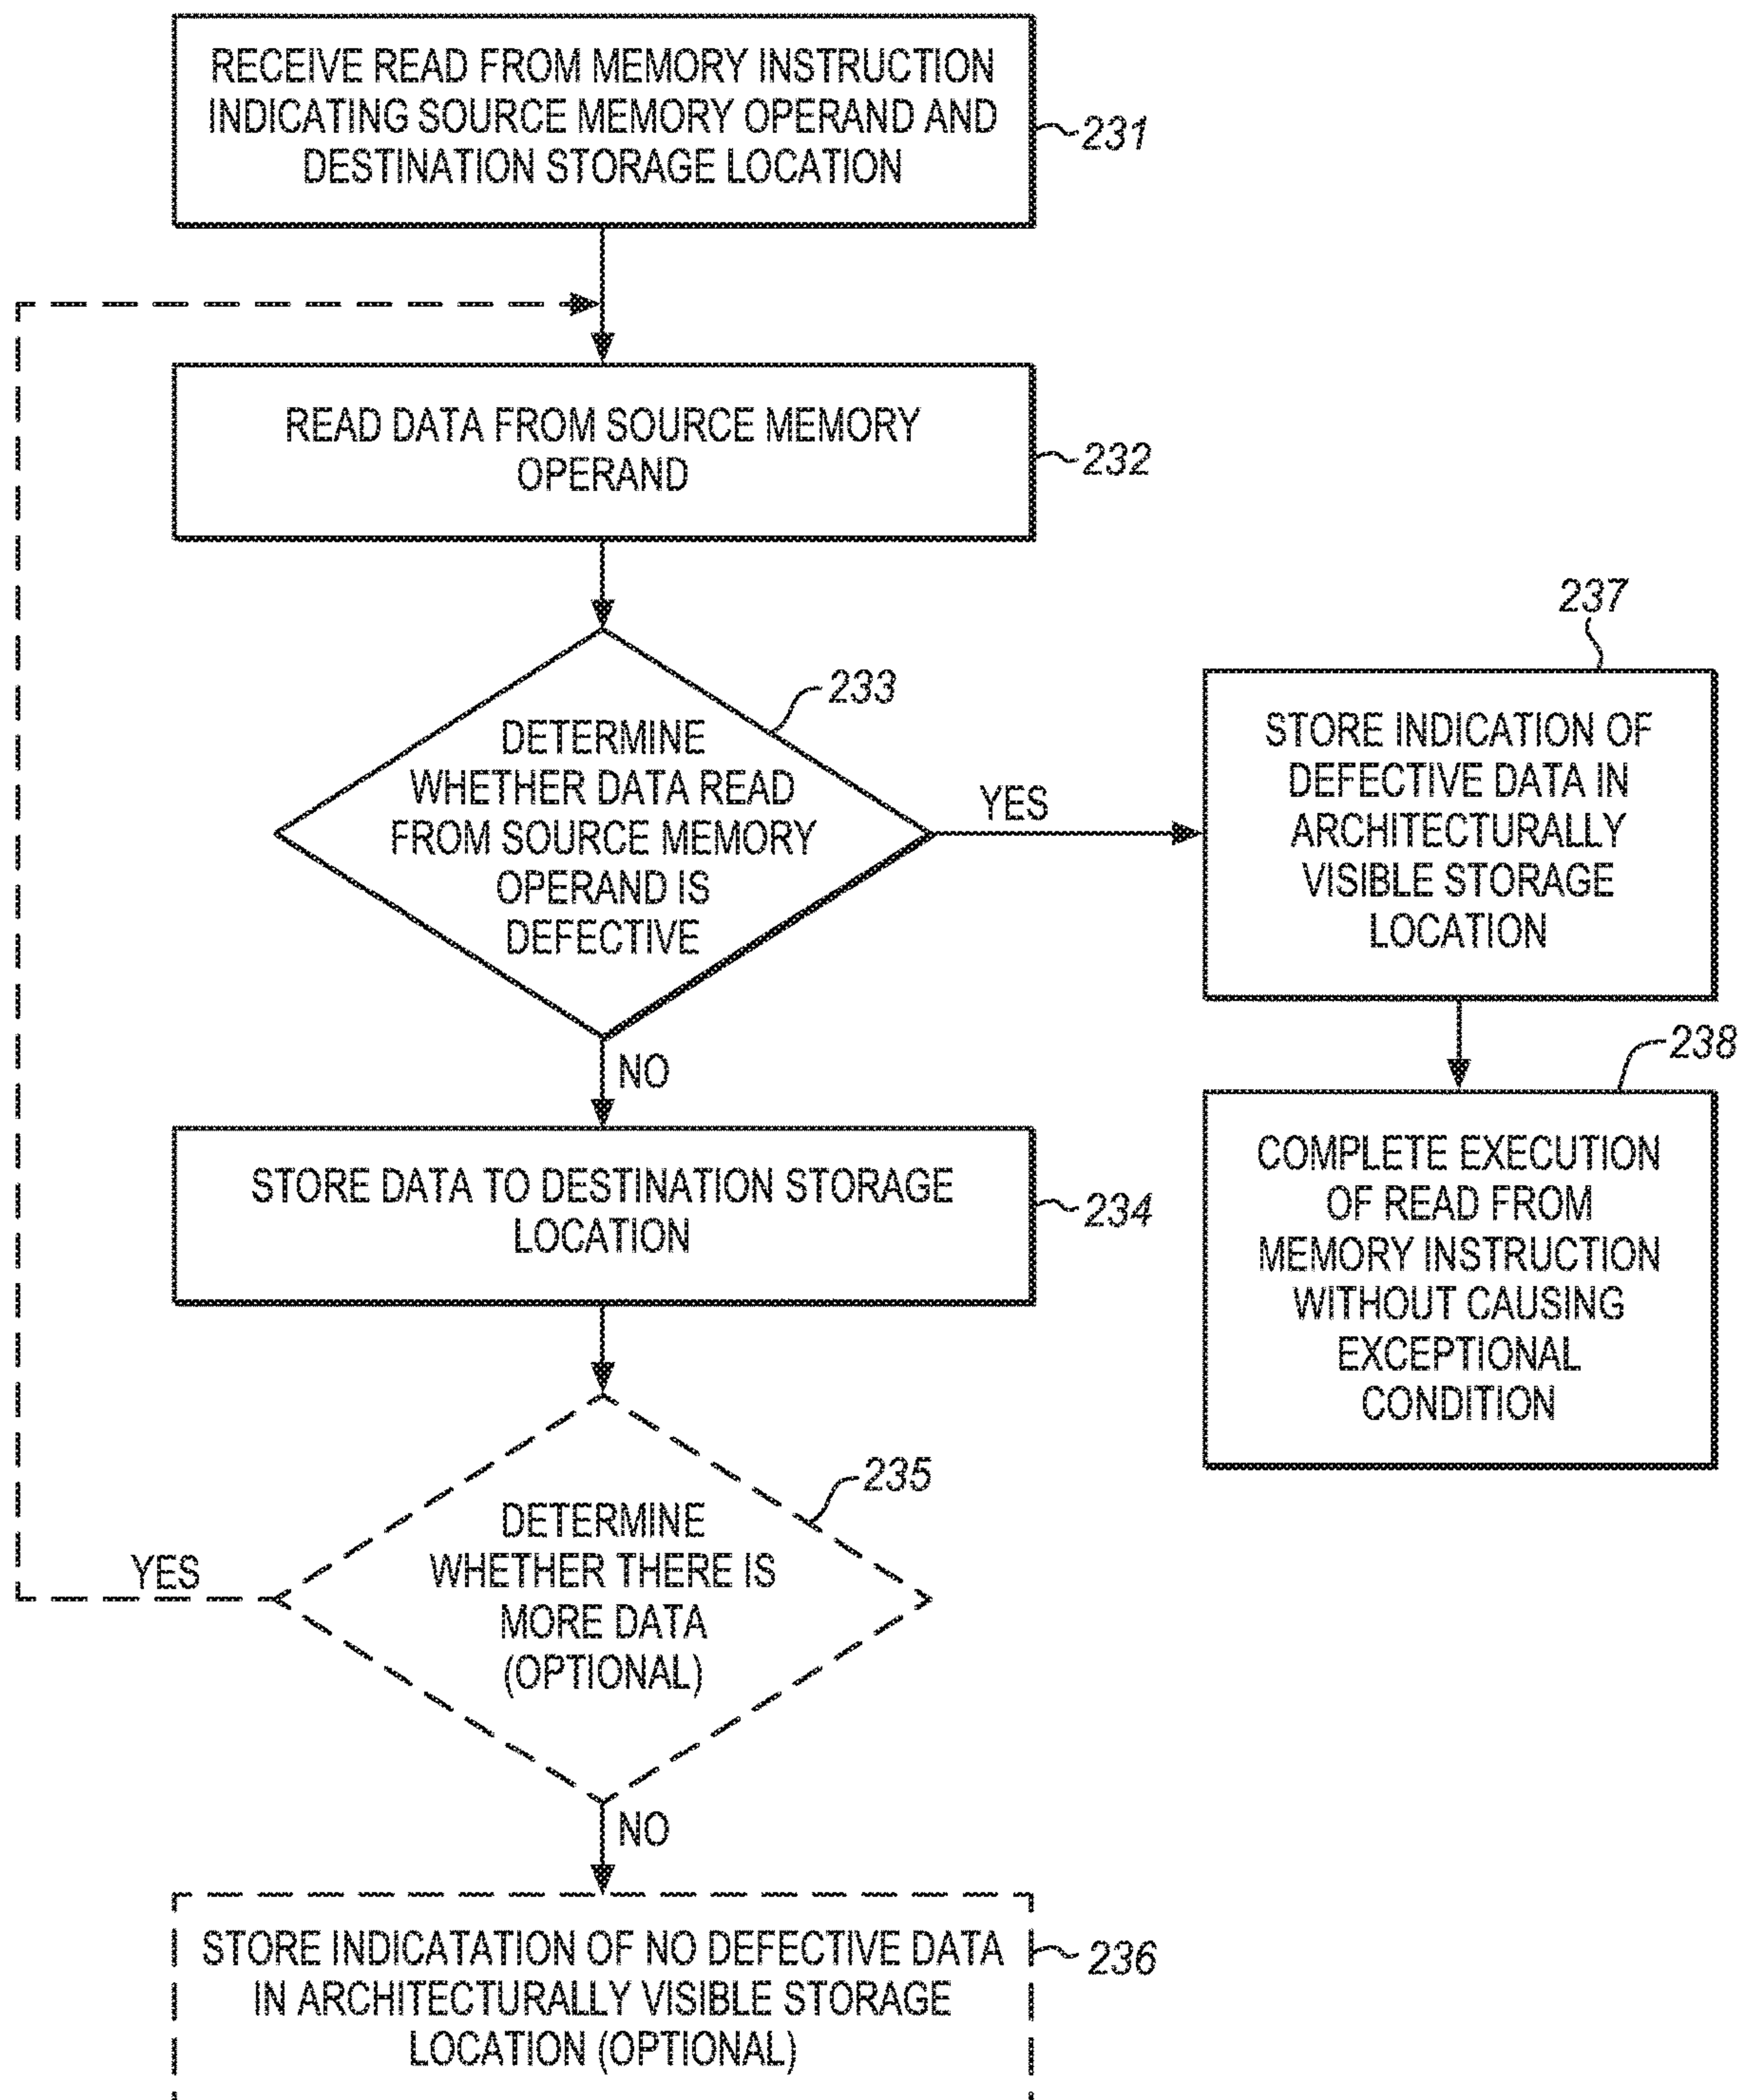 RECEIVE READ FROM MEMORY INSTRUCTION
INDICATING SOURCE MEMORY OPERAND AND
DESTINATION STORAGE LOCATION
231
READ DATA FROM SOURCE MEMORY
OPERAND
232
233
DETERMINE
WHETHER DATA READ
FROM SOURCE MEMORY
OPERAND IS
DEFECTIVE
YES
NO
237
STORE INDICATION OF
DEFECTIVE DATA IN
ARCHITECTURALLY
VISIBLE STORAGE
LOCATION
238
COMPLETE EXECUTION
OF READ FROM
MEMORY INSTRUCTION
WITHOUT CAUSING
EXCEPTIONAL
CONDITION
STORE DATA TO DESTINATION STORAGE
LOCATION
234
235
DETERMINE
WHETHER THERE IS
MORE DATA
(OPTIONAL)
YES
NO
STORE INDICATATION OF NO DEFECTIVE DATA
IN ARCHITECTURALLY VISIBLE STORAGE
LOCATION (OPTIONAL)
236